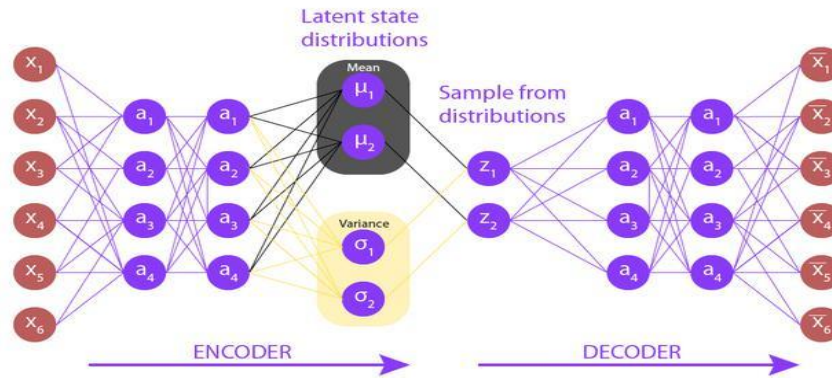 Latent state
distributions
Mean
Sample from
distributions
Variance
x₁
x₂
x₃
x₄
x₅
x₆
a₁
a₂
a₃
a₄
a₁
a₂
a₃
a₄
μ₁
μ₂
σ₁
σ₂
z₁
z₂
a₁
a₂
a₃
a₄
a₁
a₂
a₃
a₄
x̅₁
x̅₂
x̅₃
x̅₄
x̅₅
x̅₆
ENCODER
DECODER